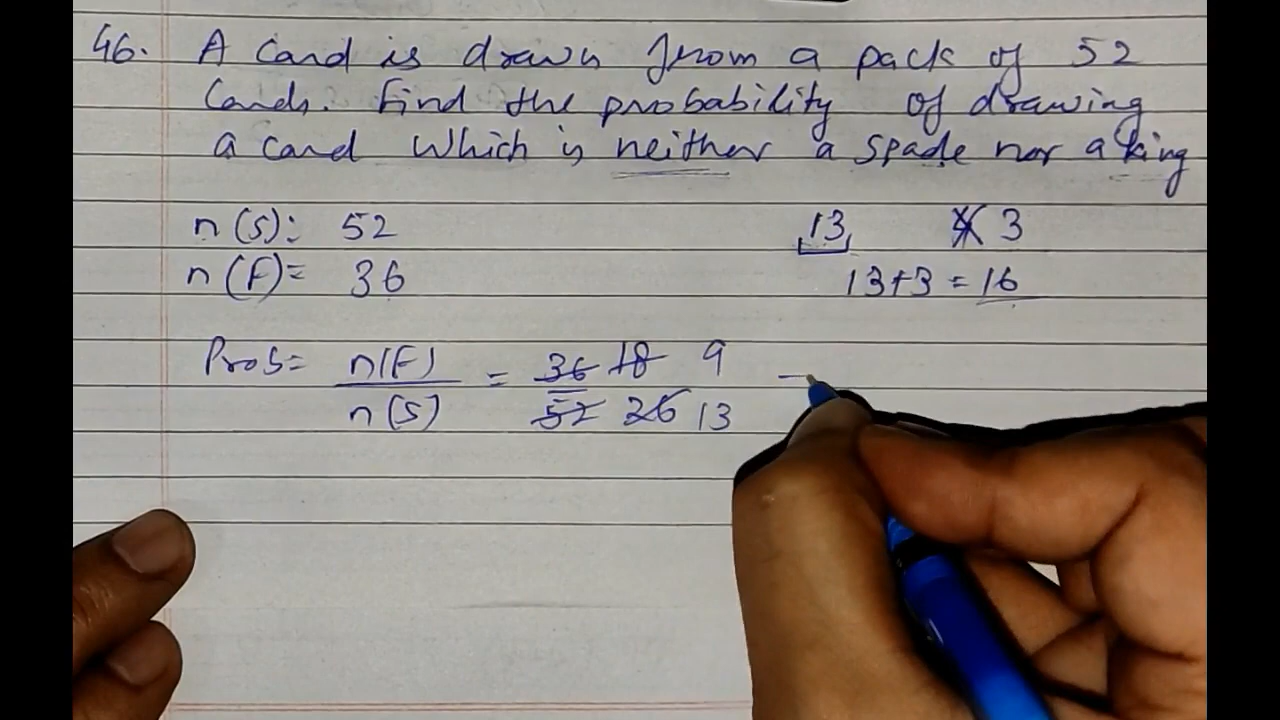 46. A Card is drawn from a pack of 52
Cards. Find the probability of drawing
a card which is neither a spade nor a king
n(S): 52
13, 4 3
n(F)= 36
13+3 = 16
Prob= n(F) = 36 18 9
n(S) 52 26 13